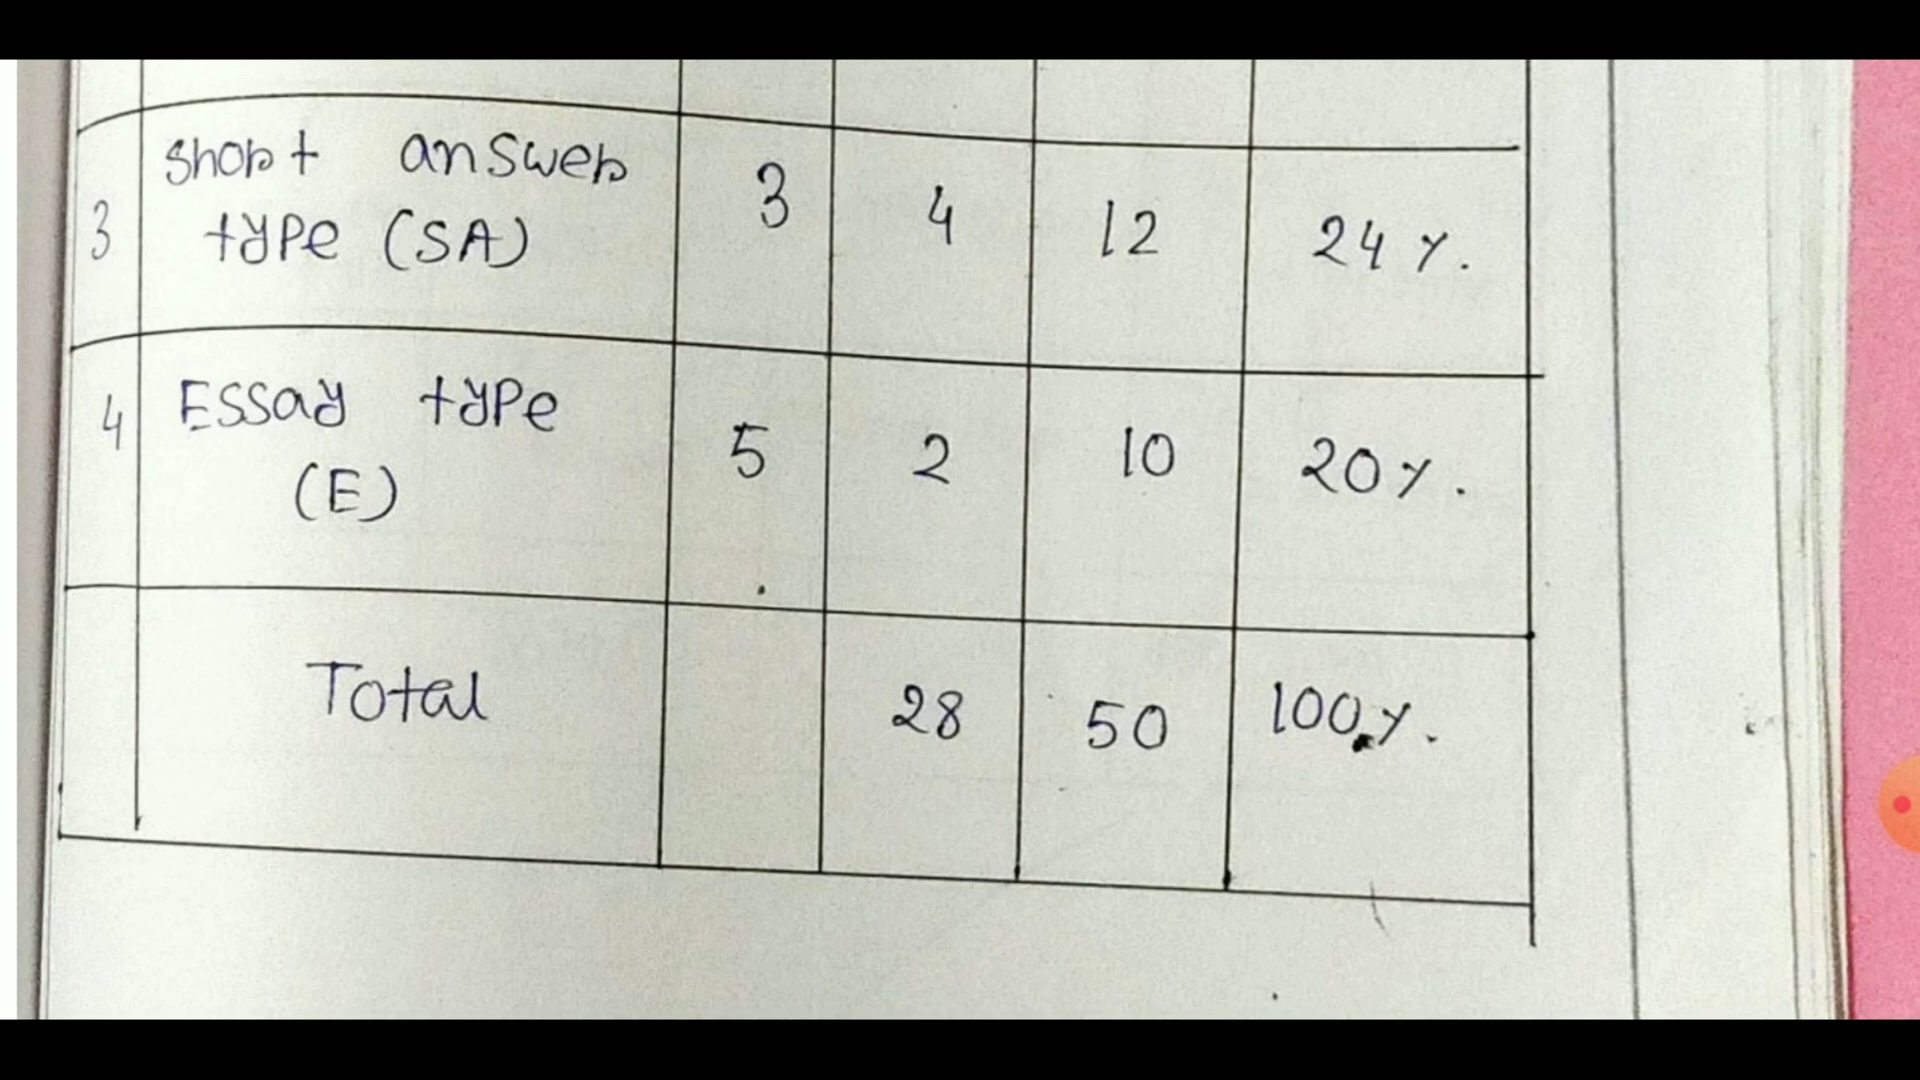 3 Short answer type (SA) 3 4 12 24 %.
4 Essay type (E) 5 2 10 20 %.
Total 28 50 100 %.